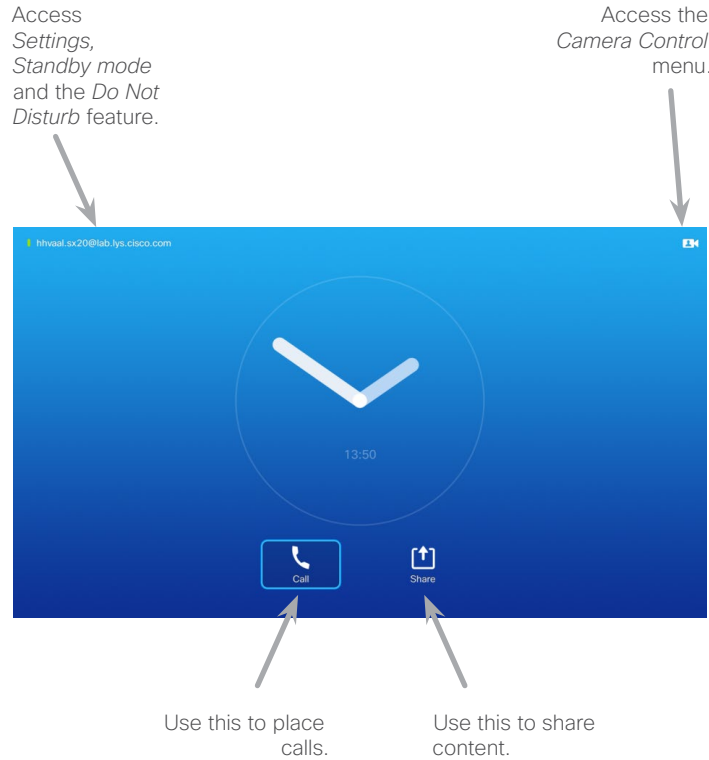 Access
Settings,
Standby mode
and the Do Not
Disturb feature.
Access the
Camera Control
menu.
hhvaal.sx20@lab.lys.cisco.com
13:50
Call
Share
Use this to place
calls.
Use this to share
content.